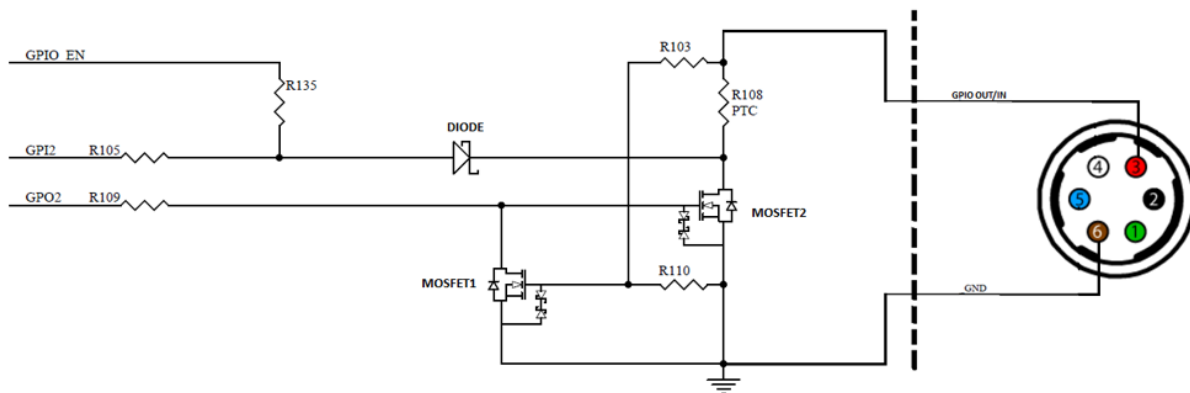 GPIO_EN
R135
R103
R108
PTC
GPIO OUT/IN
DIODE
GPI2
R105
GPO2
R109
MOSFET2
MOSFET1
R110
_GND
4
3
5
2
6
1